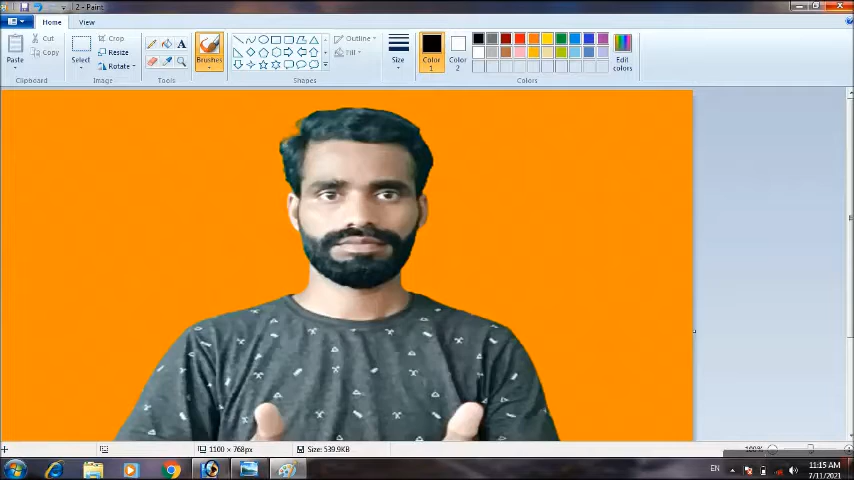 2 - Paint
Home View
Paste
Cut
Copy
Clipboard
Select
Crop
Resize
Rotate
Image
Tools
Brushes
Shapes
Outline
Fill
Size
Color 1
Color 2
Colors
Edit colors
1100 × 768px
Size: 539.9KB
100%
EN
11:15 AM
7/11/2021